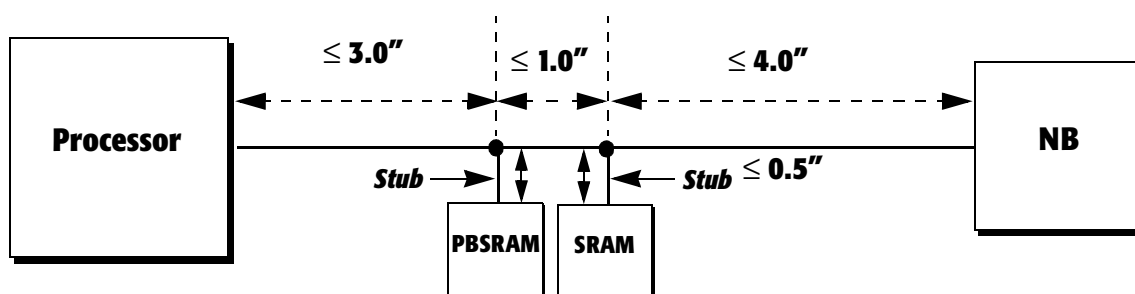 ≤ 3.0″
≤ 1.0″
≤ 4.0″
Processor
NB
Stub
Stub ≤ 0.5″
PBSRAM
SRAM